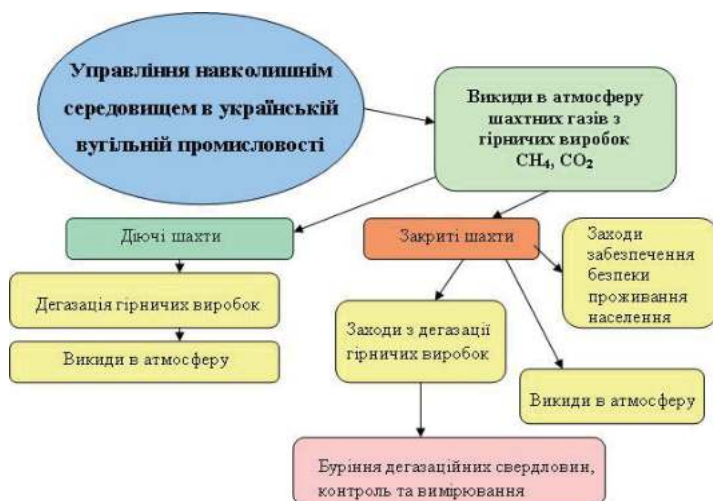 Управління навколишнім
середовищем в українській
вугільній промисловості
Викиди в атмосферу
шахтних газів з
гірничих виробок
CH₄, CO₂
Діючі шахти
Закриті шахти
Заходи
забезпечення
безпеки
проживання
населення
Дегазація гірничих виробок
Викиди в атмосферу
Заходи з дегазації
гірничих виробок
Викиди в атмосферу
Буріння дегазаційних свердловин,
контроль та вимірювання